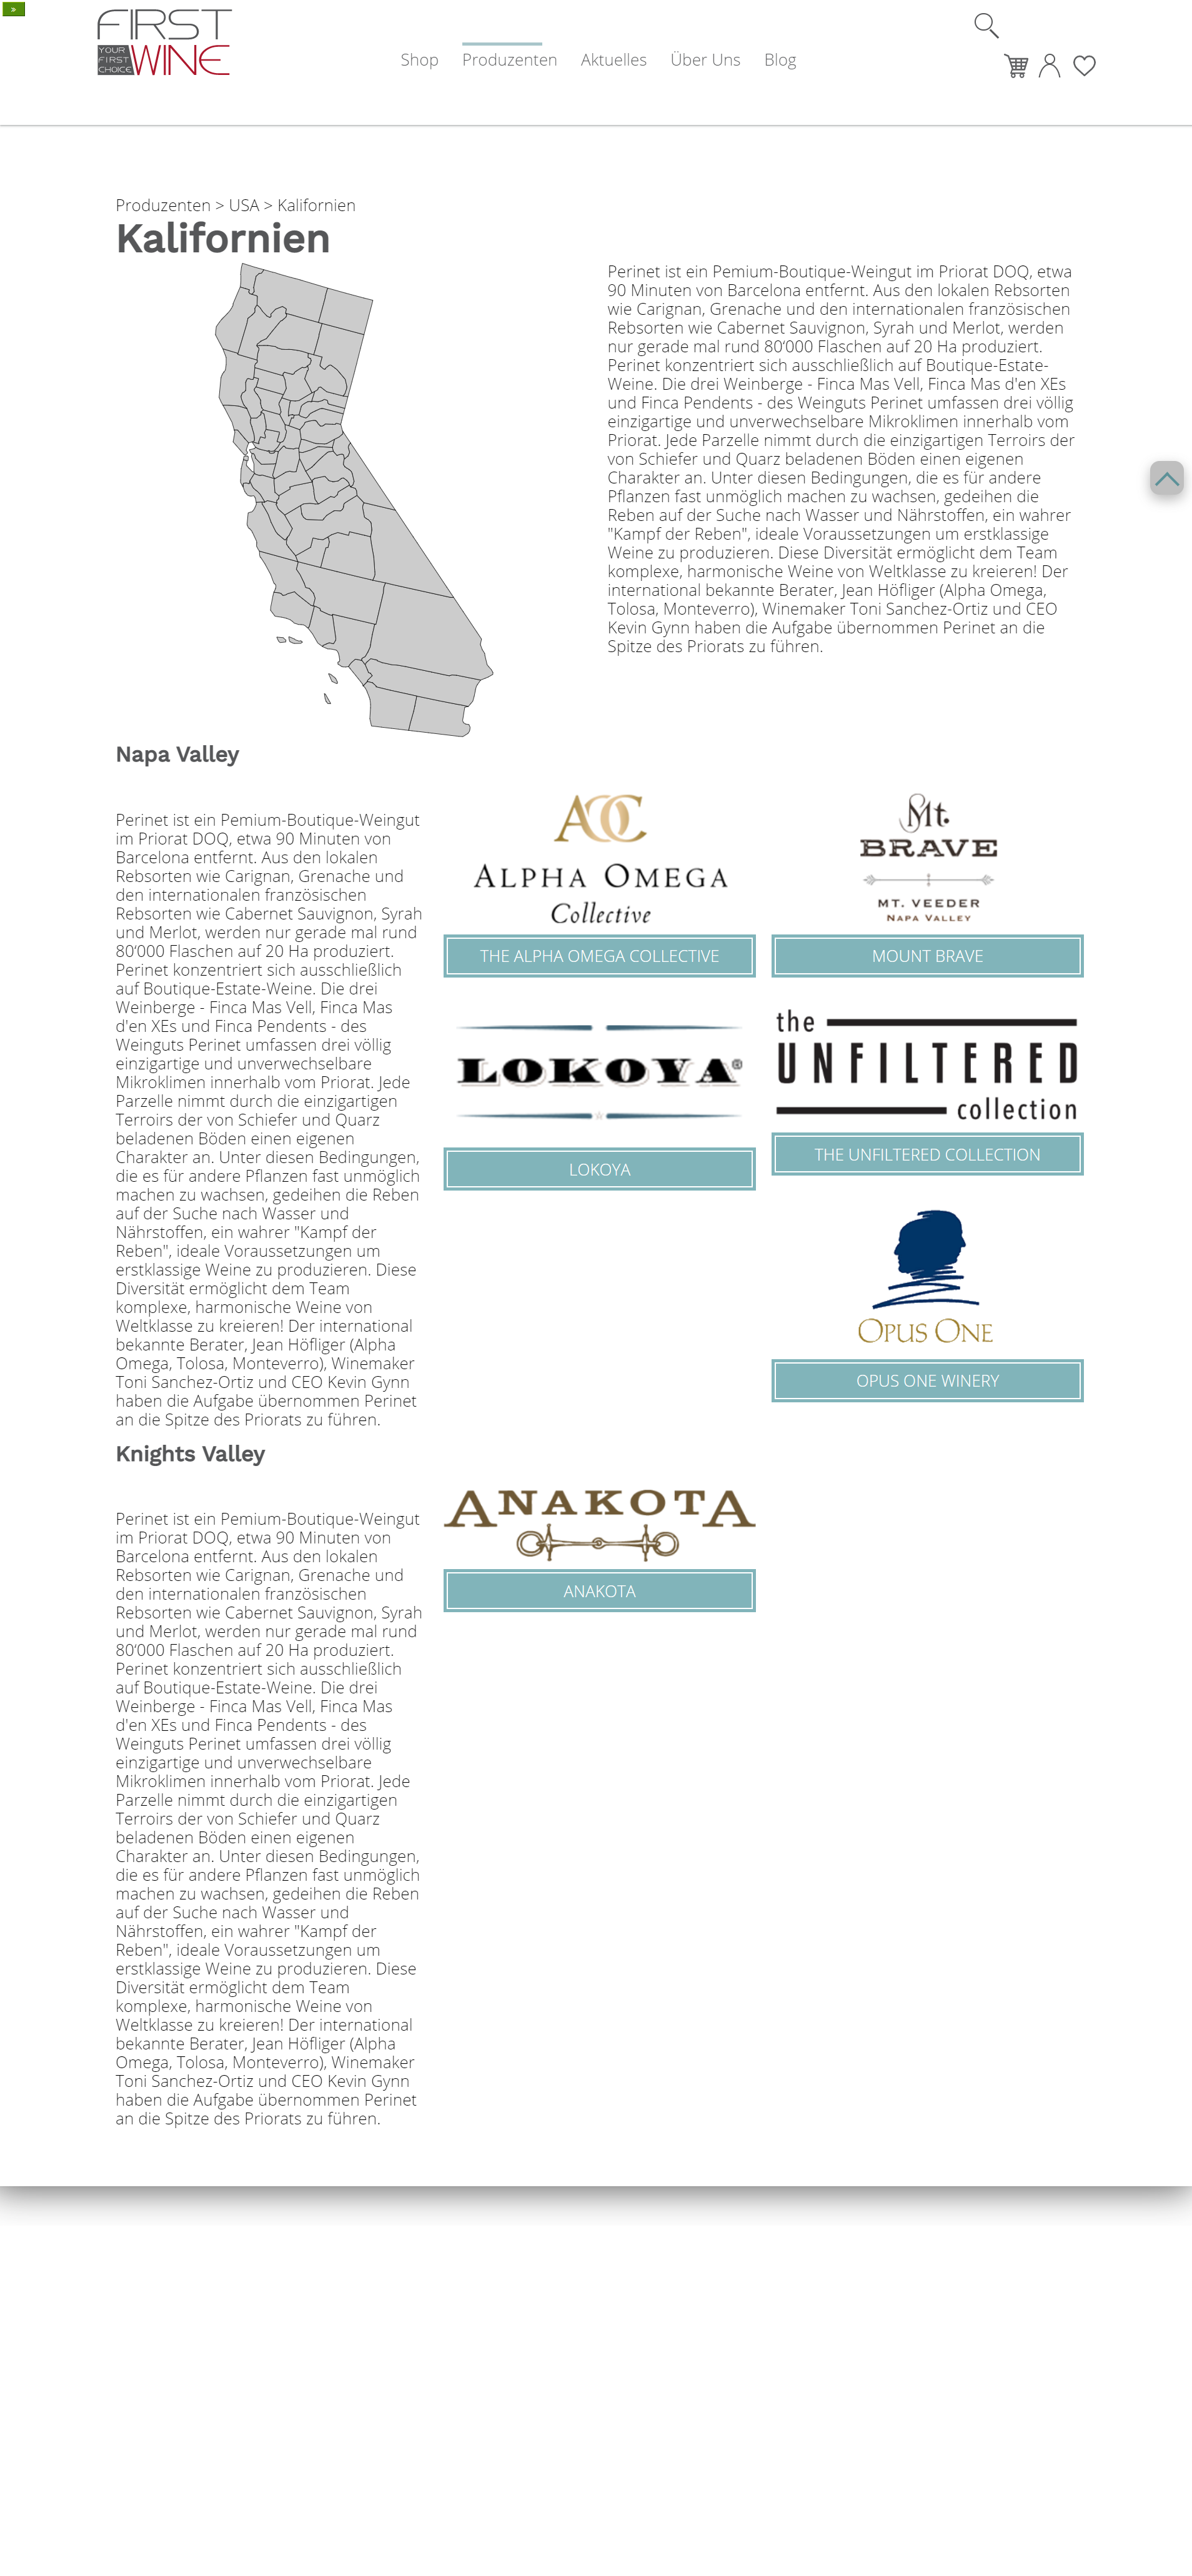 »
FIRST
YOUR
FIRST
CHOICE
WINE
Shop Produzenten Aktuelles Über Uns Blog
Produzenten > USA > Kalifornien
Kalifornien
Perinet ist ein Pemium-Boutique-Weingut im Priorat DOQ, etwa
90 Minuten von Barcelona entfernt. Aus den lokalen Rebsorten
wie Carignan, Grenache und den internationalen französischen
Rebsorten wie Cabernet Sauvignon, Syrah und Merlot, werden
nur gerade mal rund 80‘000 Flaschen auf 20 Ha produziert.
Perinet konzentriert sich ausschließlich auf Boutique-Estate-
Weine. Die drei Weinberge - Finca Mas Vell, Finca Mas d'en XEs
und Finca Pendents - des Weinguts Perinet umfassen drei völlig
einzigartige und unverwechselbare Mikroklimen innerhalb vom
Priorat. Jede Parzelle nimmt durch die einzigartigen Terroirs der
von Schiefer und Quarz beladenen Böden einen eigenen
Charakter an. Unter diesen Bedingungen, die es für andere
Pflanzen fast unmöglich machen zu wachsen, gedeihen die
Reben auf der Suche nach Wasser und Nährstoffen, ein wahrer
"Kampf der Reben", ideale Voraussetzungen um erstklassige
Weine zu produzieren. Diese Diversität ermöglicht dem Team
komplexe, harmonische Weine von Weltklasse zu kreieren! Der
international bekannte Berater, Jean Höfliger (Alpha Omega,
Tolosa, Monteverro), Winemaker Toni Sanchez-Ortiz und CEO
Kevin Gynn haben die Aufgabe übernommen Perinet an die
Spitze des Priorats zu führen.
Napa Valley
Perinet ist ein Pemium-Boutique-Weingut
im Priorat DOQ, etwa 90 Minuten von
Barcelona entfernt. Aus den lokalen
Rebsorten wie Carignan, Grenache und
den internationalen französischen
Rebsorten wie Cabernet Sauvignon, Syrah
und Merlot, werden nur gerade mal rund
80‘000 Flaschen auf 20 Ha produziert.
Perinet konzentriert sich ausschließlich
auf Boutique-Estate-Weine. Die drei
Weinberge - Finca Mas Vell, Finca Mas
d'en XEs und Finca Pendents - des
Weinguts Perinet umfassen drei völlig
einzigartige und unverwechselbare
Mikroklimen innerhalb vom Priorat. Jede
Parzelle nimmt durch die einzigartigen
Terroirs der von Schiefer und Quarz
beladenen Böden einen eigenen
Charakter an. Unter diesen Bedingungen,
die es für andere Pflanzen fast unmöglich
machen zu wachsen, gedeihen die Reben
auf der Suche nach Wasser und
Nährstoffen, ein wahrer "Kampf der
Reben", ideale Voraussetzungen um
erstklassige Weine zu produzieren. Diese
Diversität ermöglicht dem Team
komplexe, harmonische Weine von
Weltklasse zu kreieren! Der international
bekannte Berater, Jean Höfliger (Alpha
Omega, Tolosa, Monteverro), Winemaker
Toni Sanchez-Ortiz und CEO Kevin Gynn
haben die Aufgabe übernommen Perinet
an die Spitze des Priorats zu führen.
AOC
ALPHA OMEGA
Collective
THE ALPHA OMEGA COLLECTIVE
Mt.
BRAVE
MT. VEEDER
NAPA VALLEY
MOUNT BRAVE
LOKOYA®
LOKOYA
the
UNFILTERED
collection
THE UNFILTERED COLLECTION
OPUS ONE
OPUS ONE WINERY
Knights Valley
Perinet ist ein Pemium-Boutique-Weingut
im Priorat DOQ, etwa 90 Minuten von
Barcelona entfernt. Aus den lokalen
Rebsorten wie Carignan, Grenache und
den internationalen französischen
Rebsorten wie Cabernet Sauvignon, Syrah
und Merlot, werden nur gerade mal rund
80‘000 Flaschen auf 20 Ha produziert.
Perinet konzentriert sich ausschließlich
auf Boutique-Estate-Weine. Die drei
Weinberge - Finca Mas Vell, Finca Mas
d'en XEs und Finca Pendents - des
Weinguts Perinet umfassen drei völlig
einzigartige und unverwechselbare
Mikroklimen innerhalb vom Priorat. Jede
Parzelle nimmt durch die einzigartigen
Terroirs der von Schiefer und Quarz
beladenen Böden einen eigenen
Charakter an. Unter diesen Bedingungen,
die es für andere Pflanzen fast unmöglich
machen zu wachsen, gedeihen die Reben
auf der Suche nach Wasser und
Nährstoffen, ein wahrer "Kampf der
Reben", ideale Voraussetzungen um
erstklassige Weine zu produzieren. Diese
Diversität ermöglicht dem Team
komplexe, harmonische Weine von
Weltklasse zu kreieren! Der international
bekannte Berater, Jean Höfliger (Alpha
Omega, Tolosa, Monteverro), Winemaker
Toni Sanchez-Ortiz und CEO Kevin Gynn
haben die Aufgabe übernommen Perinet
an die Spitze des Priorats zu führen.
ANAKOTA
ANAKOTA